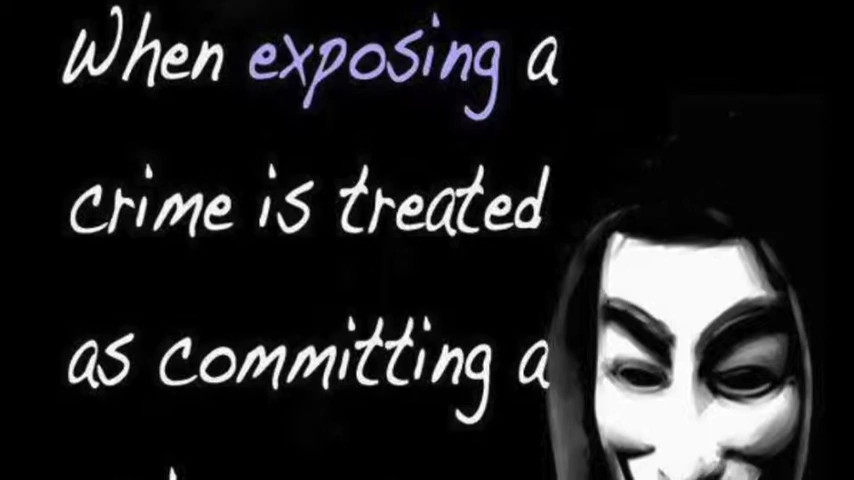 When exposing a
crime is treated
as committing a